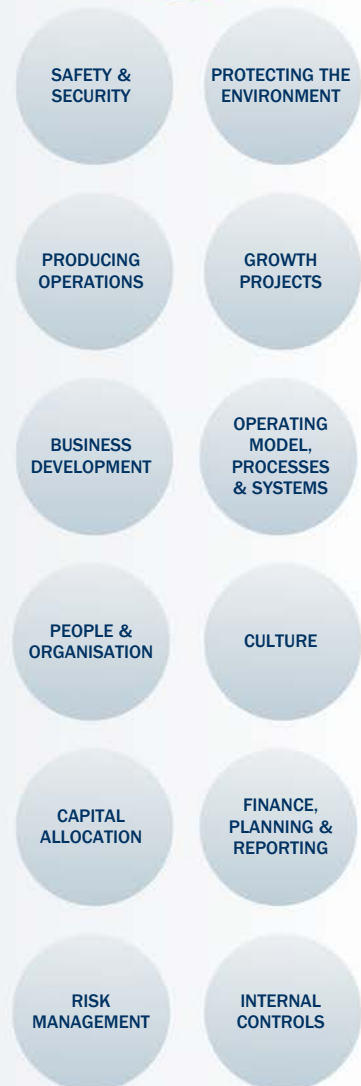 SAFETY &
SECURITY
PROTECTING THE
ENVIRONMENT
PRODUCING
OPERATIONS
GROWTH
PROJECTS
BUSINESS
DEVELOPMENT
OPERATING
MODEL,
PROCESSES
& SYSTEMS
PEOPLE &
ORGANISATION
CULTURE
CAPITAL
ALLOCATION
FINANCE,
PLANNING &
REPORTING
RISK
MANAGEMENT
INTERNAL
CONTROLS